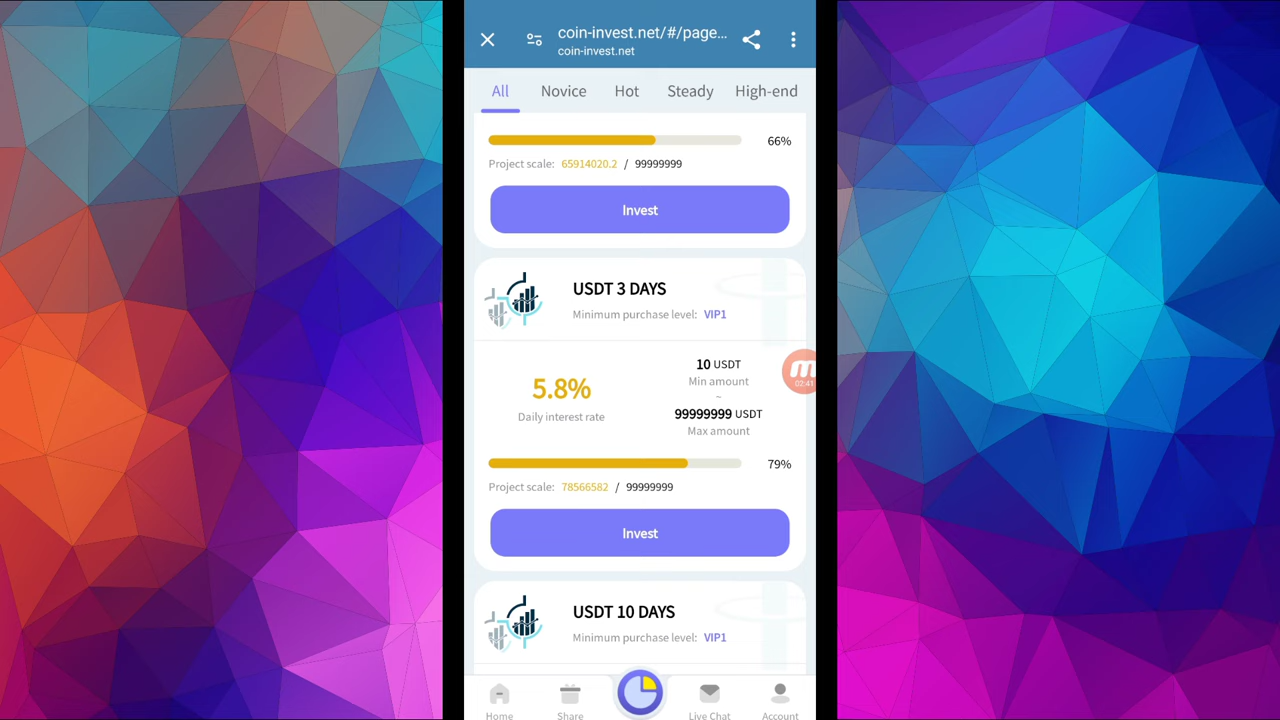 coin-invest.net/#/page...
coin-invest.net
All Novice Hot Steady High-end
66%
Project scale: 65914020.2 / 99999999
Invest
USDT 3 DAYS
Minimum purchase level: VIP1
10 USDT
Min amount
~
5.8%
Daily interest rate
99999999 USDT
Max amount
02:41
79%
Project scale: 78566582 / 99999999
Invest
USDT 10 DAYS
Minimum purchase level: VIP1
Home Share Live Chat Account